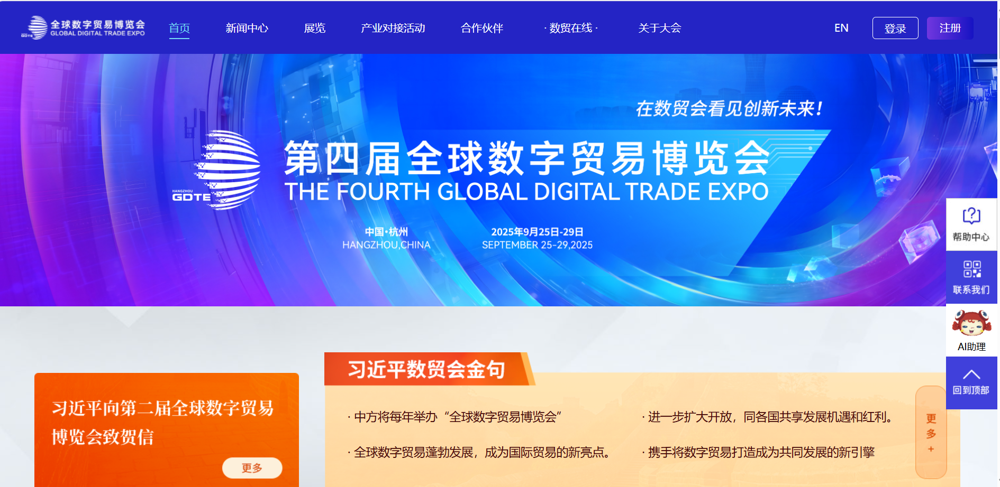 全球数字贸易博览会
GLOBAL DIGITAL TRADE EXPO
GDTE
首页
新闻中心
展览
产业对接活动
合作伙伴
· 数贸在线 ·
关于大会
EN
登录
注册
在数贸会看见创新未来！
第四届全球数字贸易博览会
THE FOURTH GLOBAL DIGITAL TRADE EXPO
HANGZHOU
GDTE
中国•杭州
HANGZHOU,CHINA
2025年9月25日-29日
SEPTEMBER 25-29,2025
帮助中心
联系我们
AI助理
回到顶部
习近平向第二届全球数字贸易
博览会致贺信
更多
习近平数贸会金句
· 中方将每年举办“全球数字贸易博览会”
· 进一步扩大开放，同各国共享发展机遇和红利。
· 全球数字贸易蓬勃发展，成为国际贸易的新亮点。
· 携手将数字贸易打造成为共同发展的新引擎
更多+